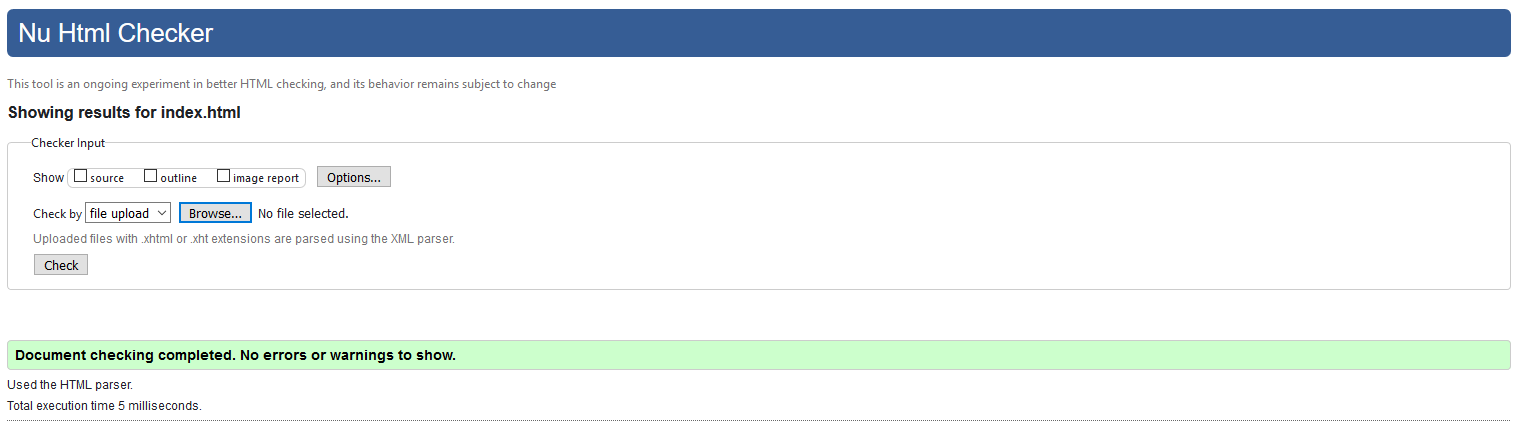 Nu Html Checker
This tool is an ongoing experiment in better HTML checking, and its behavior remains subject to change
Showing results for index.html
Checker Input
Show source outline image report Options...
Check by file upload Browse... No file selected.
Uploaded files with .xhtml or .xht extensions are parsed using the XML parser.
Check
Document checking completed. No errors or warnings to show.
Used the HTML parser.
Total execution time 5 milliseconds.